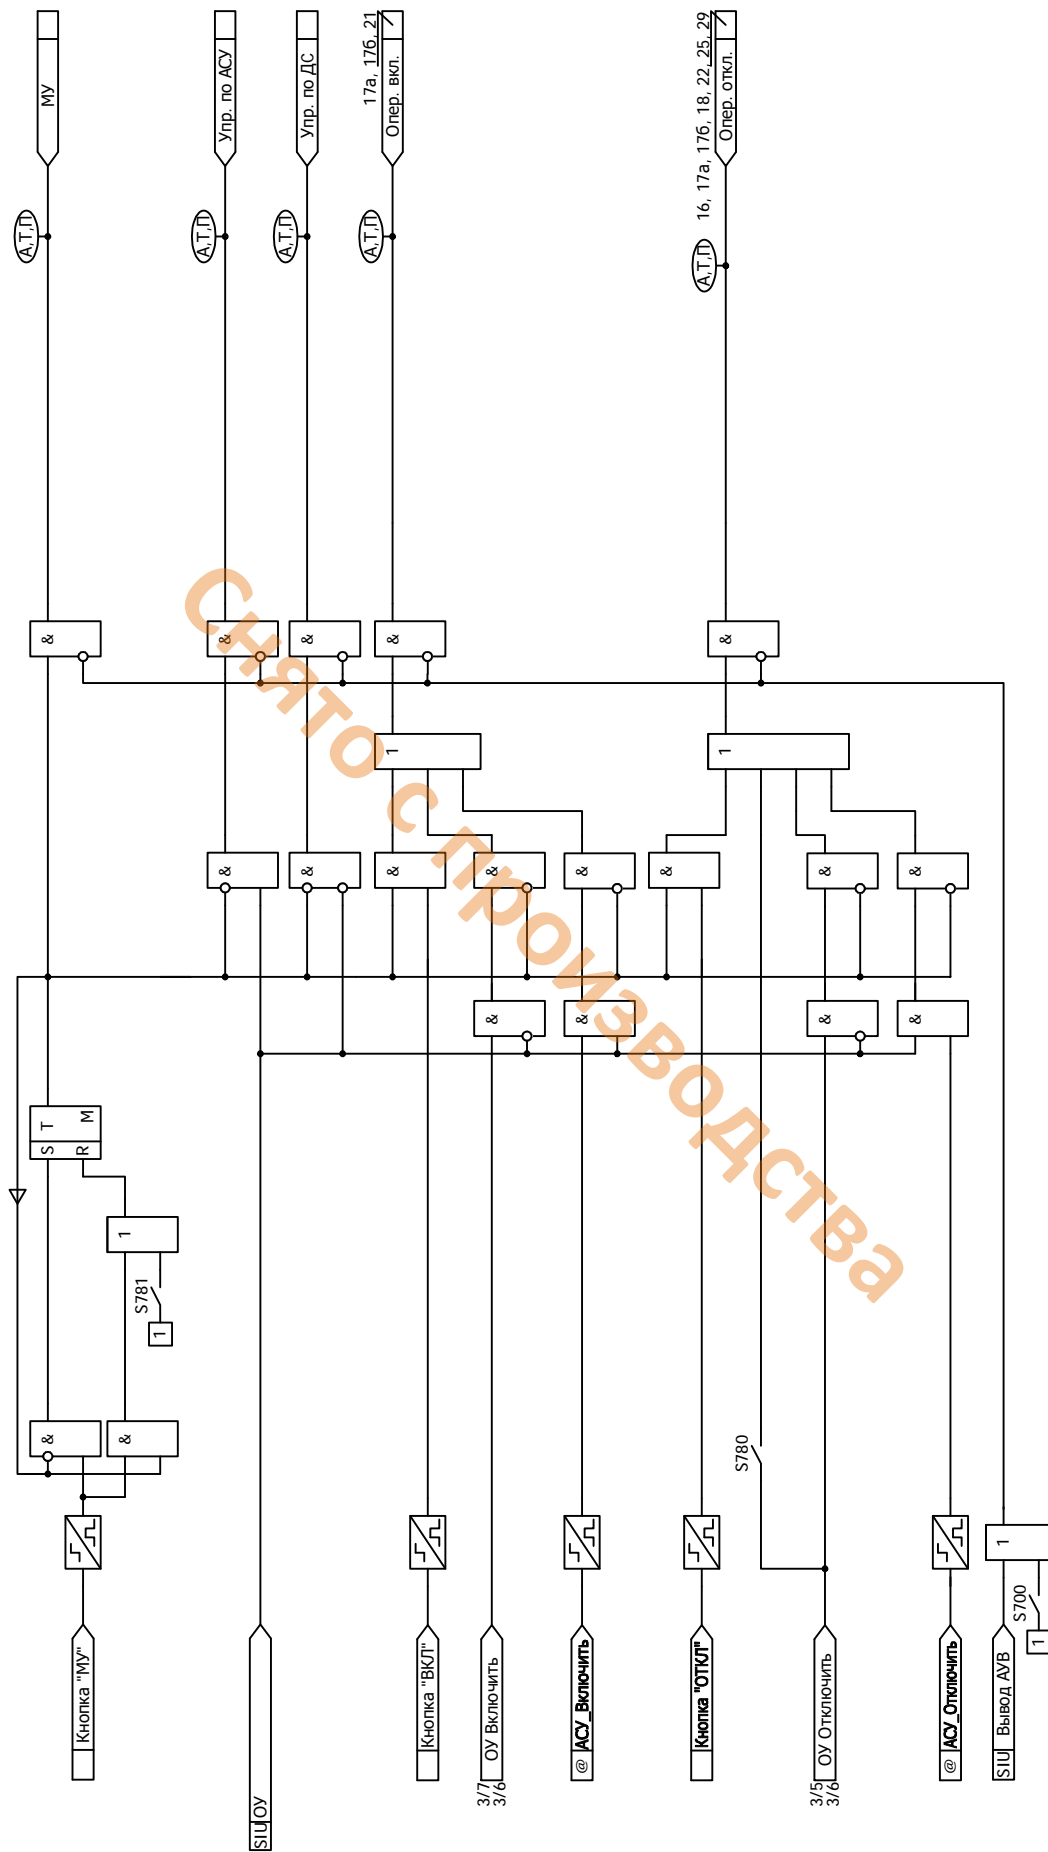 МУ
Упр. по АСУ
Упр. по ДС
17а, 17б, 21
Опер. вкл.
16, 17а, 17б, 18, 22, 25, 29
Опер. откл.
А,Т,П
А,Т,П
А,Т,П
А,Т,П
А,Т,П
&
&
&
&
&
1
1
&
&
&
&
&
&
&
&
&
&
&
&
S T
R M
1
S781
1
&
&
S780
1
S700
1
Кнопка "МУ"
SIU ОУ
Кнопка "ВКЛ"
3/7
3/6
ОУ Включить
@ АСУ_Включить
Кнопка "ОТКЛ"
3/5
3/6
ОУ Отключить
@ АСУ_Отключить
SIU Вывод АУВ
Снято с производства